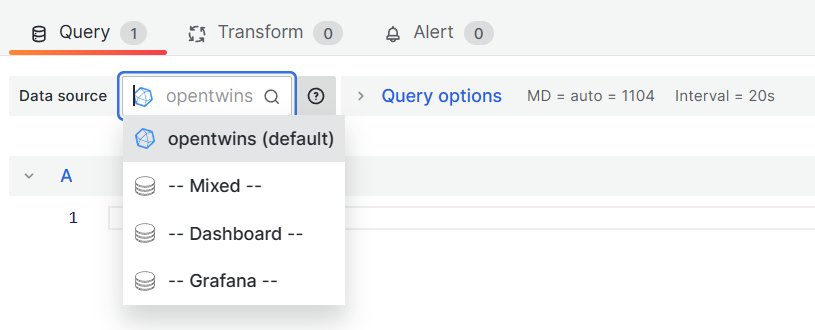 Query 1 Transform 0 Alert 0
Data source opentwins ? > Query options MD = auto = 1104 Interval = 20s
opentwins (default)
A
-- Mixed --
1
-- Dashboard --
-- Grafana --